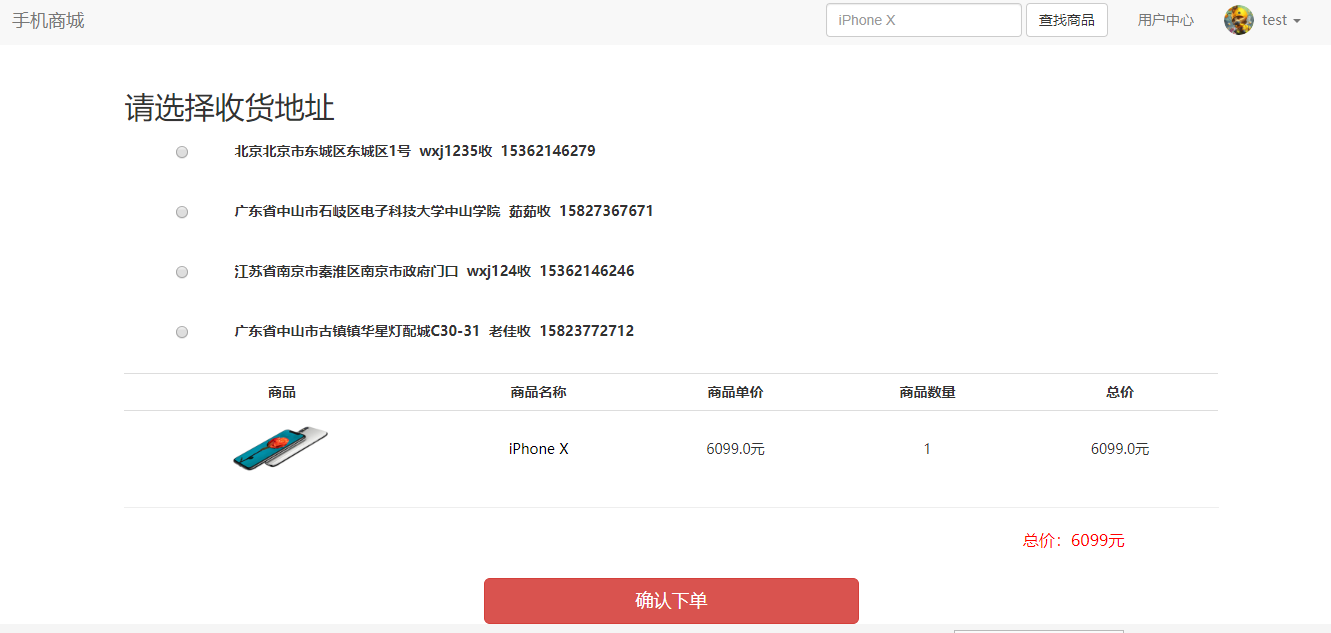 手机商城 iPhone X 查找商品 用户中心 test
请选择收货地址
北京北京市东城区东城区1号 wxj1235收 15362146279
广东省中山市石岐区电子科技大学中山学院 茹茹收 15827367671
江苏省南京市秦淮区南京市政府门口 wxj124收 15362146246
广东省中山市古镇镇华星灯配城C30-31 老佳收 15823772712
商品 商品名称 商品单价 商品数量 总价
iPhone X 6099.0元 1 6099.0元
总价：6099元
确认下单